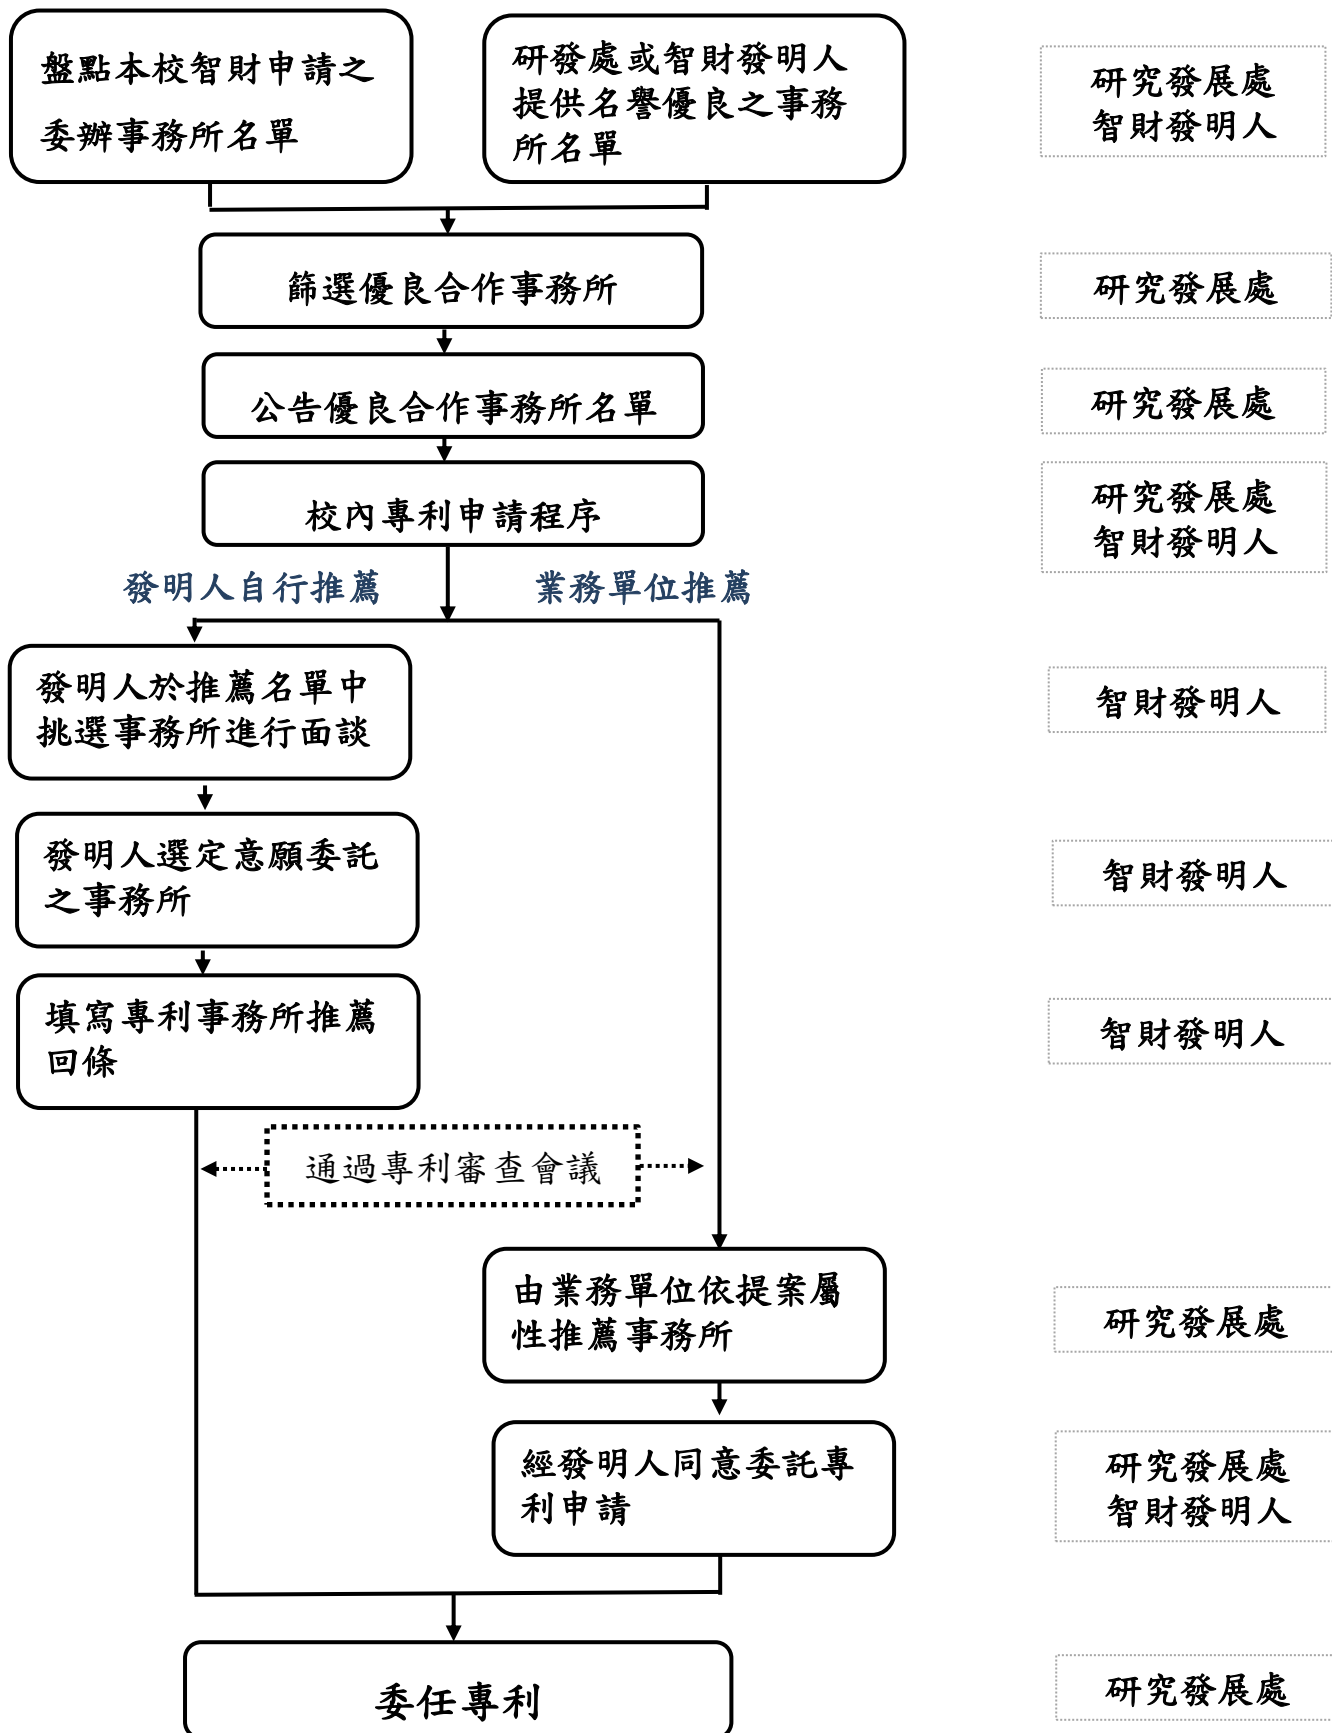 盤點本校智財申請之
委辦事務所名單
研發處或智財發明人
提供名譽優良之事務
所名單
研究發展處
智財發明人
篩選優良合作事務所
研究發展處
公告優良合作事務所名單
研究發展處
校內專利申請程序
研究發展處
智財發明人
發明人自行推薦
業務單位推薦
發明人於推薦名單中
挑選事務所進行面談
智財發明人
發明人選定意願委託
之事務所
智財發明人
填寫專利事務所推薦
回條
智財發明人
通過專利審查會議
由業務單位依提案屬
性推薦事務所
研究發展處
經發明人同意委託專
利申請
研究發展處
智財發明人
委任專利
研究發展處